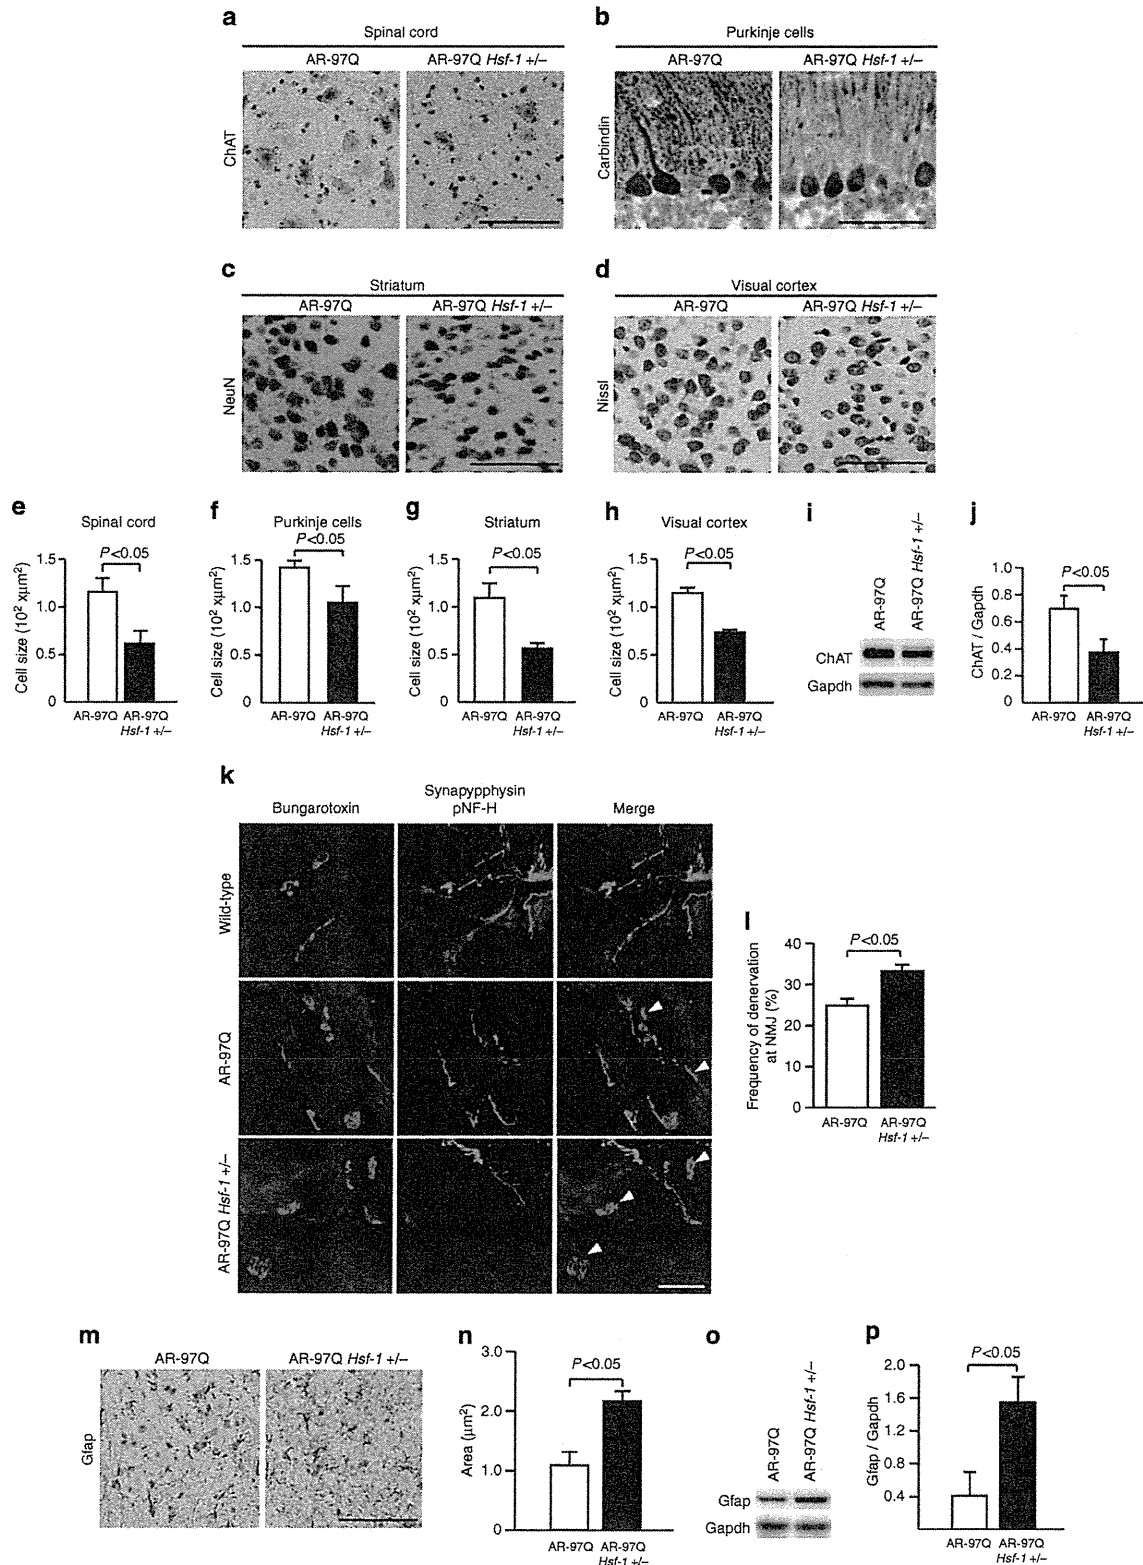 a
Spinal cord
AR-97Q
AR-97Q Hsf-1 +/–
ChAT
b
Purkinje cells
AR-97Q
AR-97Q Hsf-1 +/–
Carbindin
c
Striatum
AR-97Q
AR-97Q Hsf-1 +/–
NeuN
d
Visual cortex
AR-97Q
AR-97Q Hsf-1 +/–
Nissl
e
Spinal cord
P<0.05
1.5
1.0
0.5
0
Cell size (10² xµm²)
AR-97Q
AR-97Q
Hsf-1 +/–
f
Purkinje cells
P<0.05
1.5
1.0
0.5
0
Cell size (10² xµm²)
AR-97Q
AR-97Q
Hsf-1 +/–
g
Striatum
P<0.05
1.5
1.0
0.5
0
Cell size (10² xµm²)
AR-97Q
AR-97Q
Hsf-1 +/–
h
Visual cortex
P<0.05
1.5
1.0
0.5
0
Cell size (10² xµm²)
AR-97Q
AR-97Q
Hsf-1 +/–
i
AR-97Q
AR-97Q Hsf-1 +/–
ChAT
Gapdh
j
P<0.05
1.0
0.8
0.6
0.4
0.2
0
ChAT / Gapdh
AR-97Q
AR-97Q
Hsf-1 +/–
k
Bungarotoxin
Synapypphysin
pNF-H
Merge
Wild-type
AR-97Q
AR-97Q Hsf-1 +/–
l
P<0.05
40
30
20
10
0
Frequency of denervation
at NMJ (%)
AR-97Q
AR-97Q
Hsf-1 +/–
m
AR-97Q
AR-97Q Hsf-1 +/–
Gfap
n
P<0.05
3.0
2.0
1.0
0
Area (µm²)
AR-97Q
AR-97Q
Hsf-1 +/–
o
AR-97Q
AR-97Q Hsf-1 +/–
Gfap
Gapdh
p
P<0.05
2.0
1.6
1.2
0.8
0.4
Gfap / Gapdh
AR-97Q
AR-97Q
Hsf-1 +/–